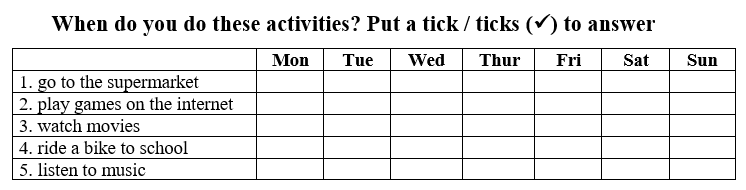 When do you do these activities? Put a tick / ticks (✓) to answer
Mon Tue Wed Thur Fri Sat Sun
1. go to the supermarket
2. play games on the internet
3. watch movies
4. ride a bike to school
5. listen to music